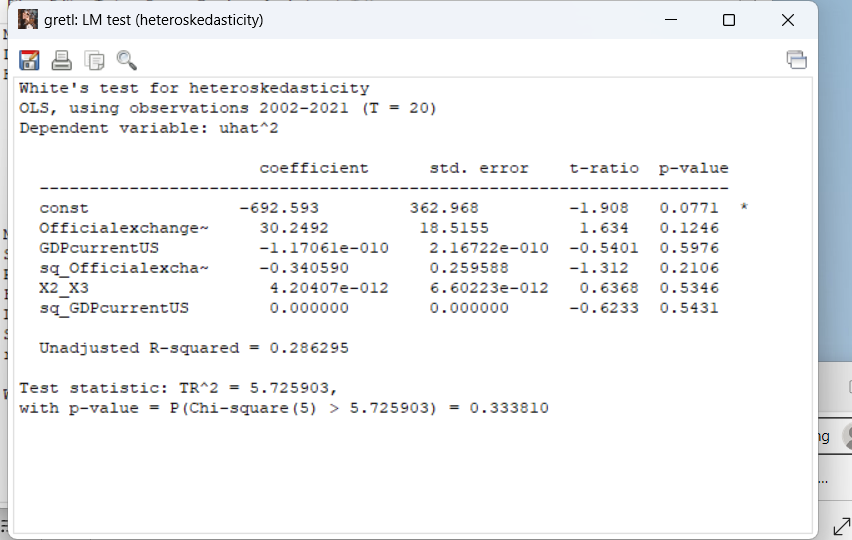 gretl: LM test (heteroskedasticity)
White's test for heteroskedasticity
OLS, using observations 2002-2021 (T = 20)
Dependent variable: uhat^2
coefficient std. error t-ratio p-value
---------------------------------------------------------------------
const -692.593 362.968 -1.908 0.0771 *
Officialexchange~ 30.2492 18.5155 1.634 0.1246
GDPcurrentUS -1.17061e-010 2.16722e-010 -0.5401 0.5976
sq_Officialexcha~ -0.340590 0.259588 -1.312 0.2106
X2_X3 4.20407e-012 6.60223e-012 0.6368 0.5346
sq_GDPcurrentUS 0.000000 0.000000 -0.6233 0.5431
Unadjusted R-squared = 0.286295
Test statistic: TR^2 = 5.725903,
with p-value = P(Chi-square(5) > 5.725903) = 0.333810